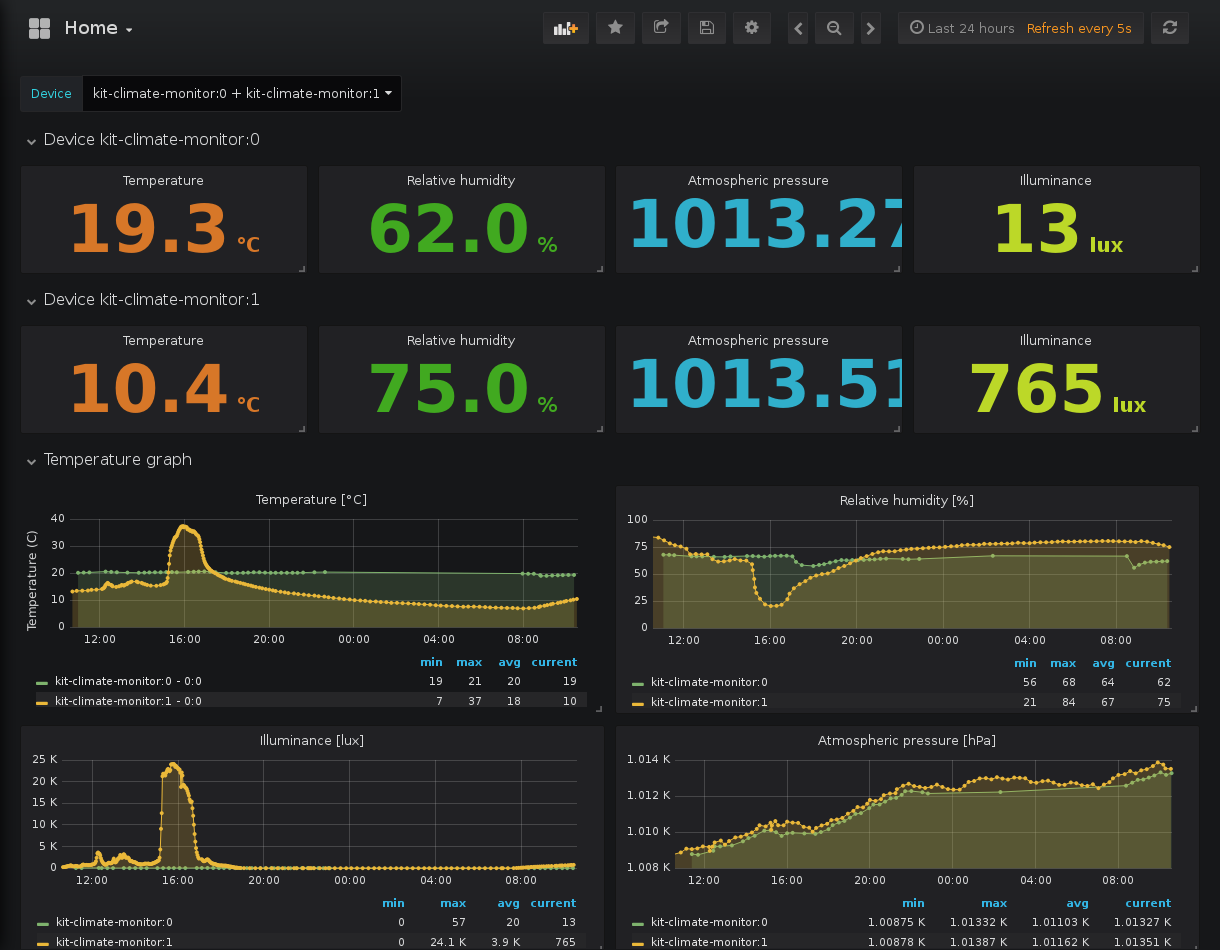 Home
Last 24 hours Refresh every 5s
Device kit-climate-monitor:0 + kit-climate-monitor:1
Device kit-climate-monitor:0
Temperature Relative humidity Atmospheric pressure Illuminance
19.3 °C 62.0 % 1013.27 13 lux
Device kit-climate-monitor:1
Temperature Relative humidity Atmospheric pressure Illuminance
10.4 °C 75.0 % 1013.51 765 lux
Temperature graph
Temperature [°C]
Temperature (C)
40
30
20
10
0
12:00 16:00 20:00 00:00 04:00 08:00
min max avg current
kit-climate-monitor:0 - 0:0 19 21 20 19
kit-climate-monitor:1 - 0:0 7 37 18 10
Relative humidity [%]
100
75
50
25
0
12:00 16:00 20:00 00:00 04:00 08:00
min max avg current
kit-climate-monitor:0 56 68 64 62
kit-climate-monitor:1 21 84 67 75
Illuminance [lux]
25 K
20 K
15 K
10 K
5 K
0
12:00 16:00 20:00 00:00 04:00 08:00
min max avg current
kit-climate-monitor:0 0 57 20 13
kit-climate-monitor:1 0 24.1 K 3.9 K 765
Atmospheric pressure [hPa]
1.014 K
1.012 K
1.010 K
1.008 K
12:00 16:00 20:00 00:00 04:00 08:00
min max avg current
kit-climate-monitor:0 1.00875 K 1.01332 K 1.01103 K 1.01327 K
kit-climate-monitor:1 1.00878 K 1.01387 K 1.01162 K 1.01351 K